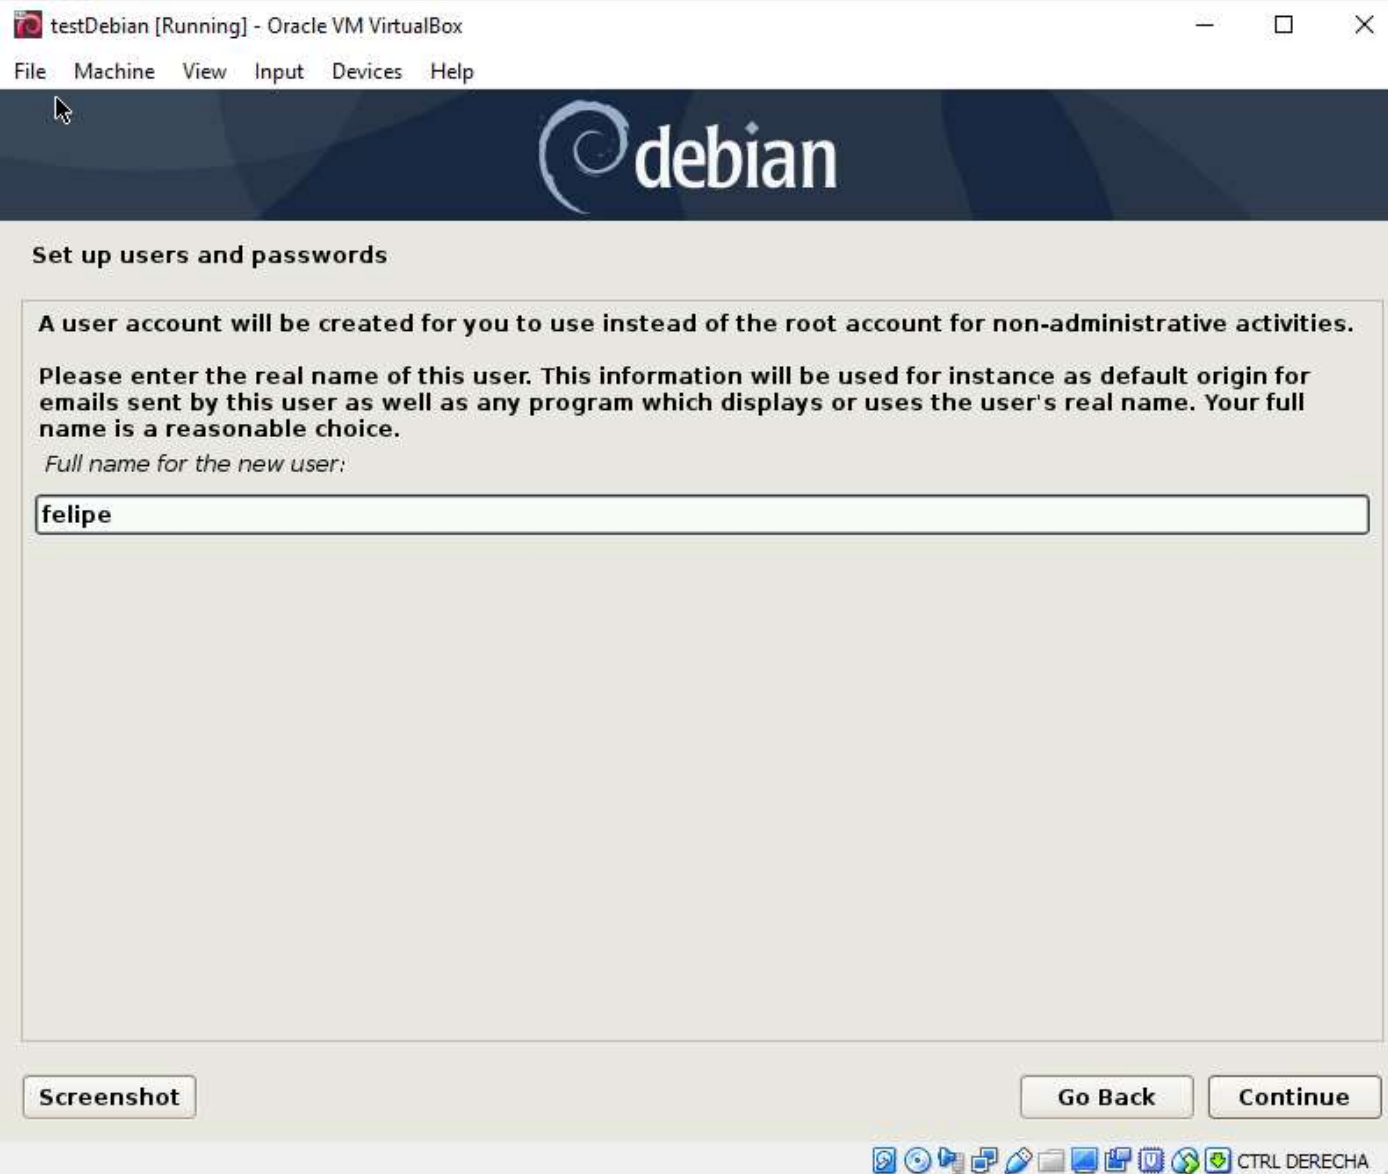 testDebian [Running] - Oracle VM VirtualBox
File Machine View Input Devices Help
debian
Set up users and passwords
A user account will be created for you to use instead of the root account for non-administrative activities.
Please enter the real name of this user. This information will be used for instance as default origin for
emails sent by this user as well as any program which displays or uses the user's real name. Your full
name is a reasonable choice.
Full name for the new user:
felipe
Screenshot Go Back Continue
CTRL DERECHA